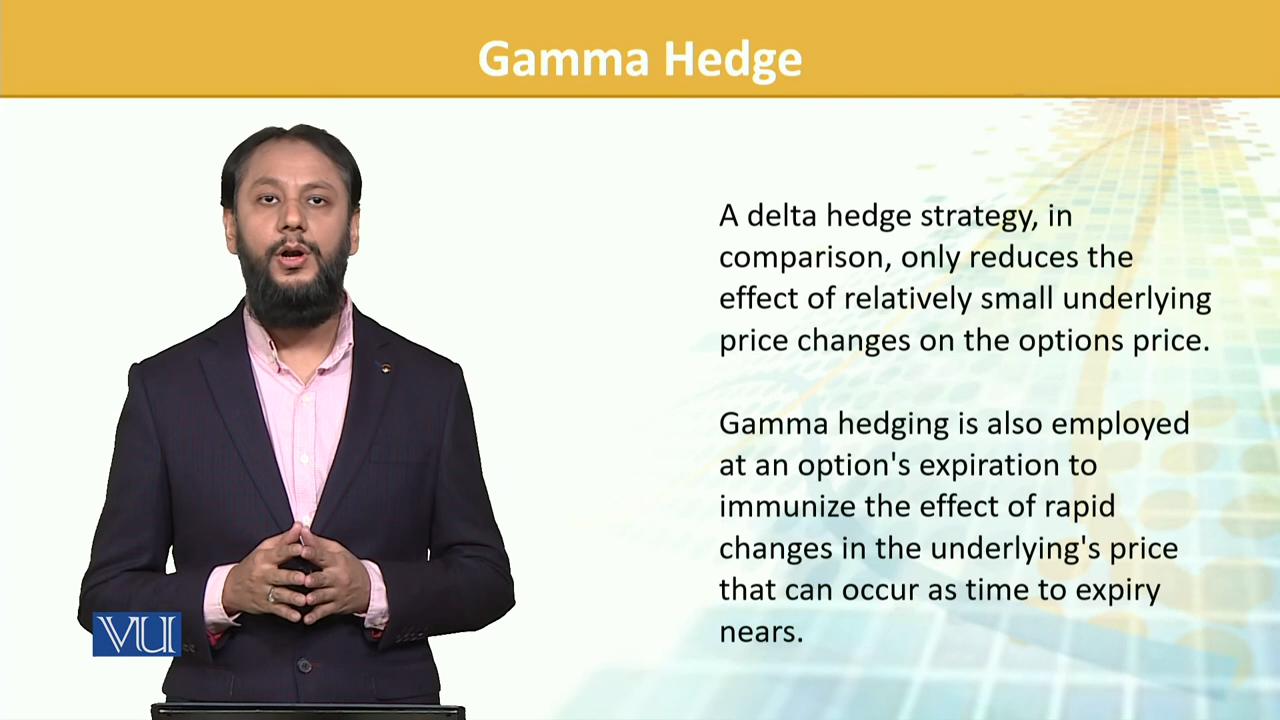 Gamma Hedge
A delta hedge strategy, in
comparison, only reduces the
effect of relatively small underlying
price changes on the options price.
Gamma hedging is also employed
at an option's expiration to
immunize the effect of rapid
changes in the underlying's price
that can occur as time to expiry
nears.
VU